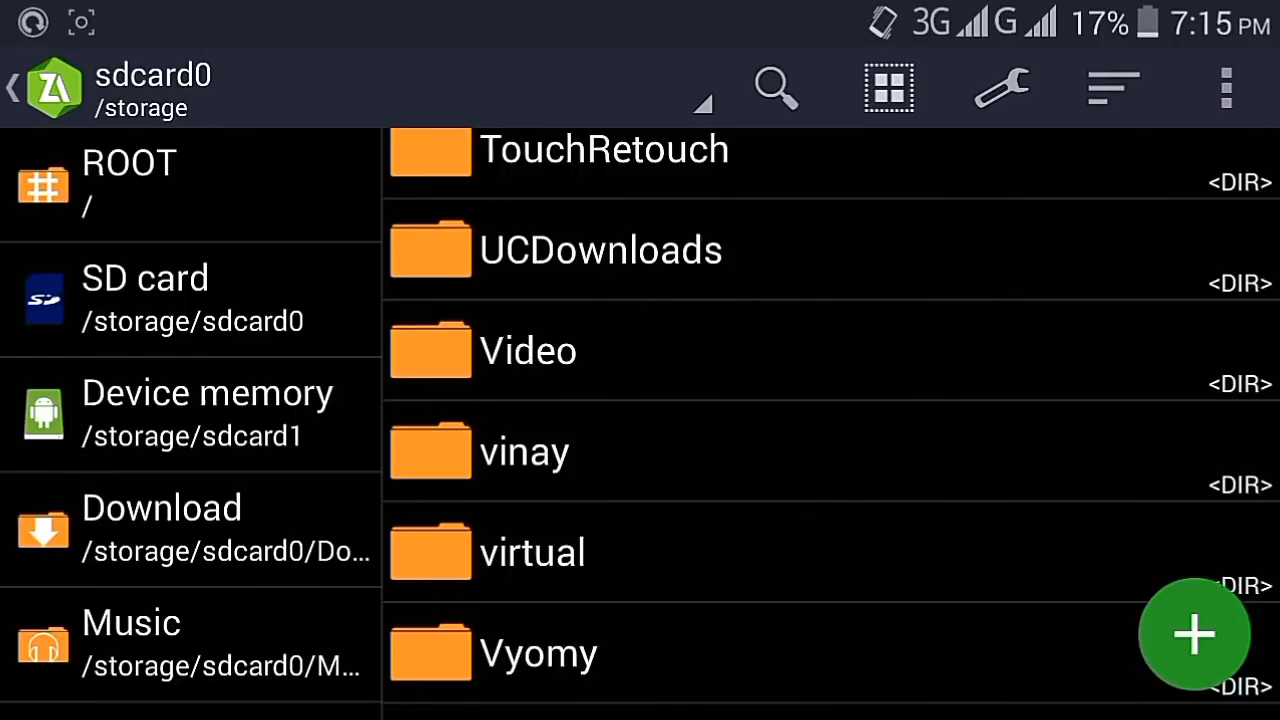 3G G 17% 7:15 PM
ZA
sdcard0
/storage
ROOT
/
SD card
/storage/sdcard0
Device memory
/storage/sdcard1
Download
/storage/sdcard0/Do...
Music
/storage/sdcard0/M...
TouchRetouch
<DIR>
UCDownloads
<DIR>
Video
<DIR>
vinay
<DIR>
virtual
<DIR>
Vyomy
<DIR>